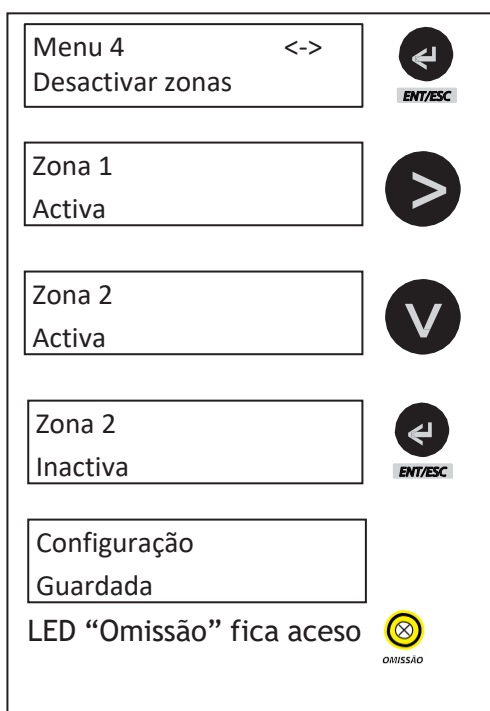 Menu 4 <->
Desactivar zonas
ENT/ESC
Zona 1
Activa
>
Zona 2
Activa
V
Zona 2
Inactiva
ENT/ESC
Configuração
Guardada
LED “Omissão” fica aceso
OMISSÃO